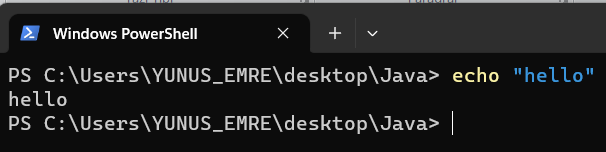 Windows PowerShell
PS C:\Users\YUNUS_EMRE\desktop\Java> echo "hello"
hello
PS C:\Users\YUNUS_EMRE\desktop\Java>